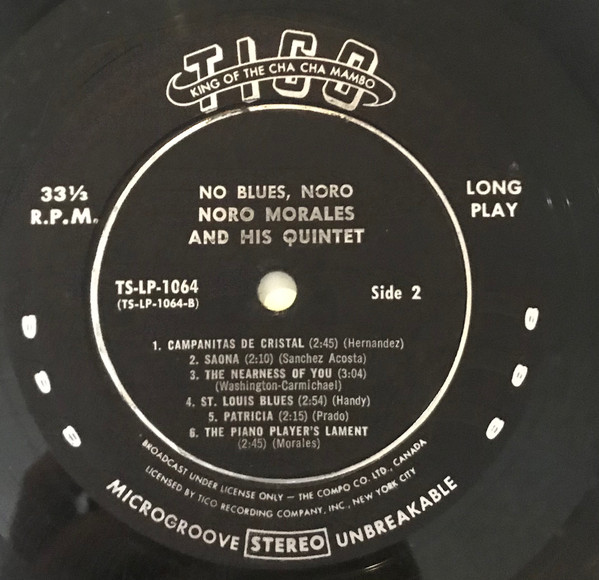 TICO
KING OF THE CHA CHA MAMBO
33⅓
R.P.M.
LONG
PLAY
NO BLUES, NORO
NORO MORALES
AND HIS QUINTET
TS-LP-1064
(TS-LP-1064-B)
Side 2
1. CAMPANITAS DE CRISTAL (2:45) (Hernandez)
2. SAONA (2:10) (Sanchez Acosta)
3. THE NEARNESS OF YOU (3:04)
(Washington-Carmichael)
4. ST. LOUIS BLUES (2:54) (Handy)
5. PATRICIA (2:15) (Prado)
6. THE PIANO PLAYER'S LAMENT
(2:45) (Morales)
BROADCAST UNDER LICENSE ONLY — THE COMPO CO. LTD., CANADA
LICENSED BY TICO RECORDING COMPANY, INC., NEW YORK CITY
MICROGROOVE STEREO UNBREAKABLE